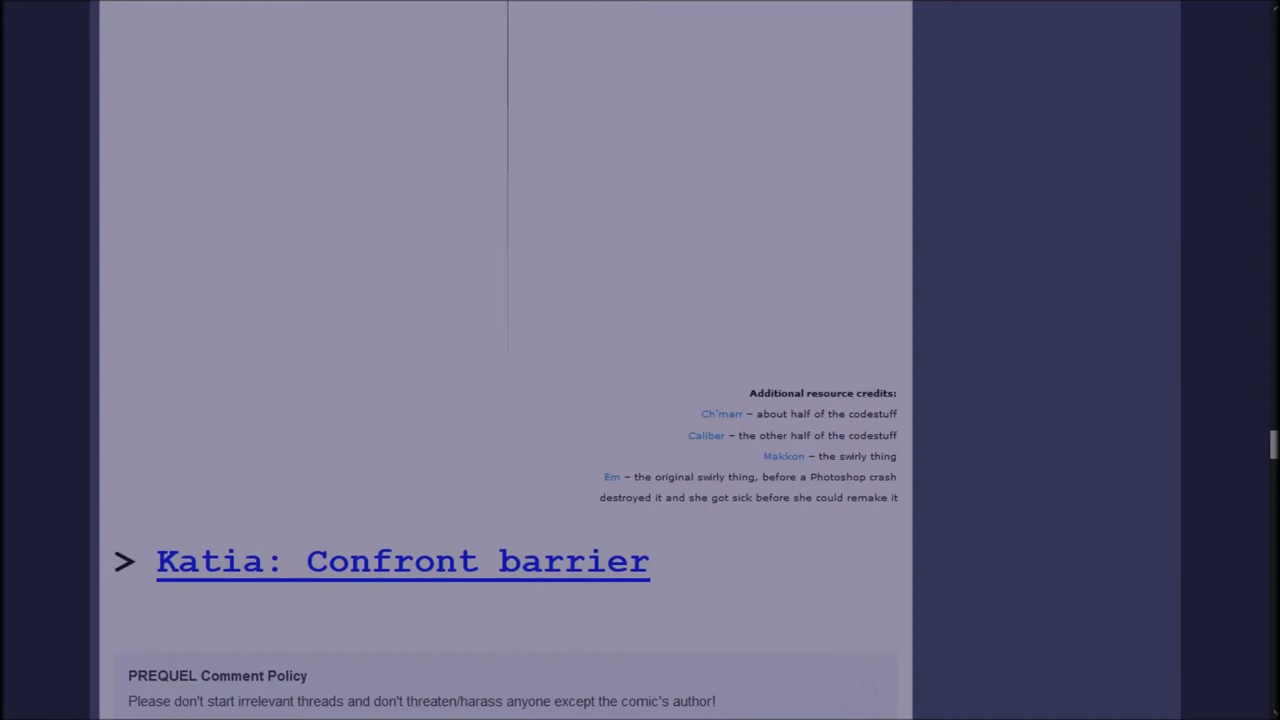 Additional resource credits:
Ch'marr – about half of the codestuff
Caliber – the other half of the codestuff
Makkon – the swirly thing
Em – the original swirly thing, before a Photoshop crash
destroyed it and she got sick before she could remake it
> Katia: Confront barrier
PREQUEL Comment Policy
Please don't start irrelevant threads and don't threaten/harass anyone except the comic's author!